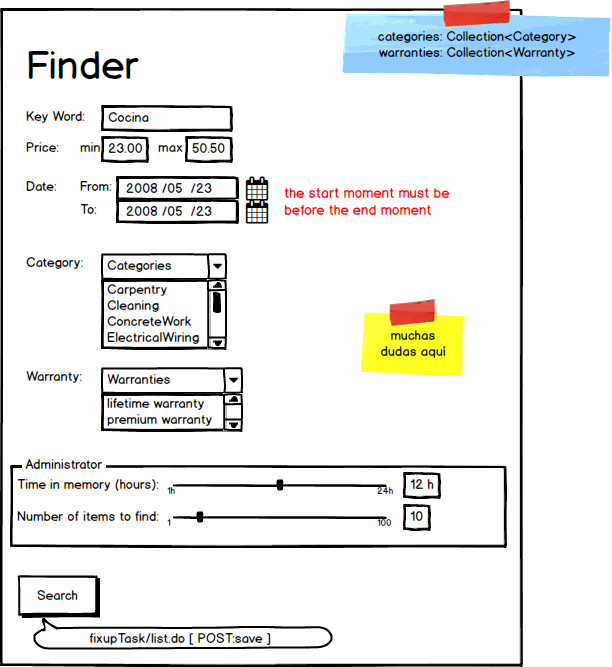 categories: Collection<Category>
warranties: Collection<Warranty>
Finder
Key Word: Cocina
Price: min 23.00 max 50.50
Date: From: 2008 /05 /23
To: 2008 /05 /23
the start moment must be
before the end moment
Category: Categories
Carpentry
Cleaning
ConcreteWork
ElectricalWiring
muchas
dudas aquí
Warranty: Warranties
lifetime warranty
premium warranty
Administrator
Time in memory (hours): 1h 24h 12 h
Number of items to find: 1 100 10
Search
fixupTask/list.do [ POST:save ]